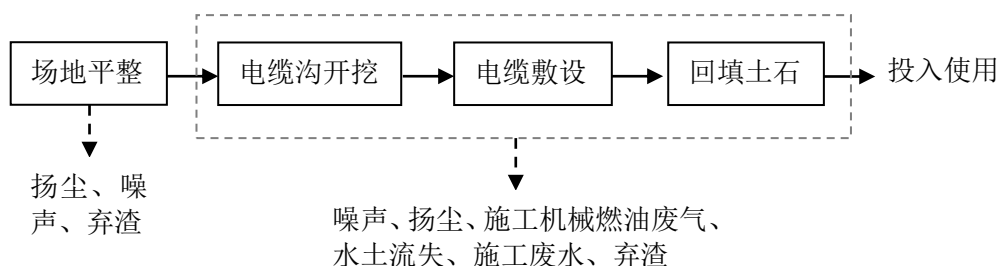 场地平整
电缆沟开挖
电缆敷设
回填土石
投入使用
扬尘、噪
声、弃渣
噪声、扬尘、施工机械燃油废气、
水土流失、施工废水、弃渣